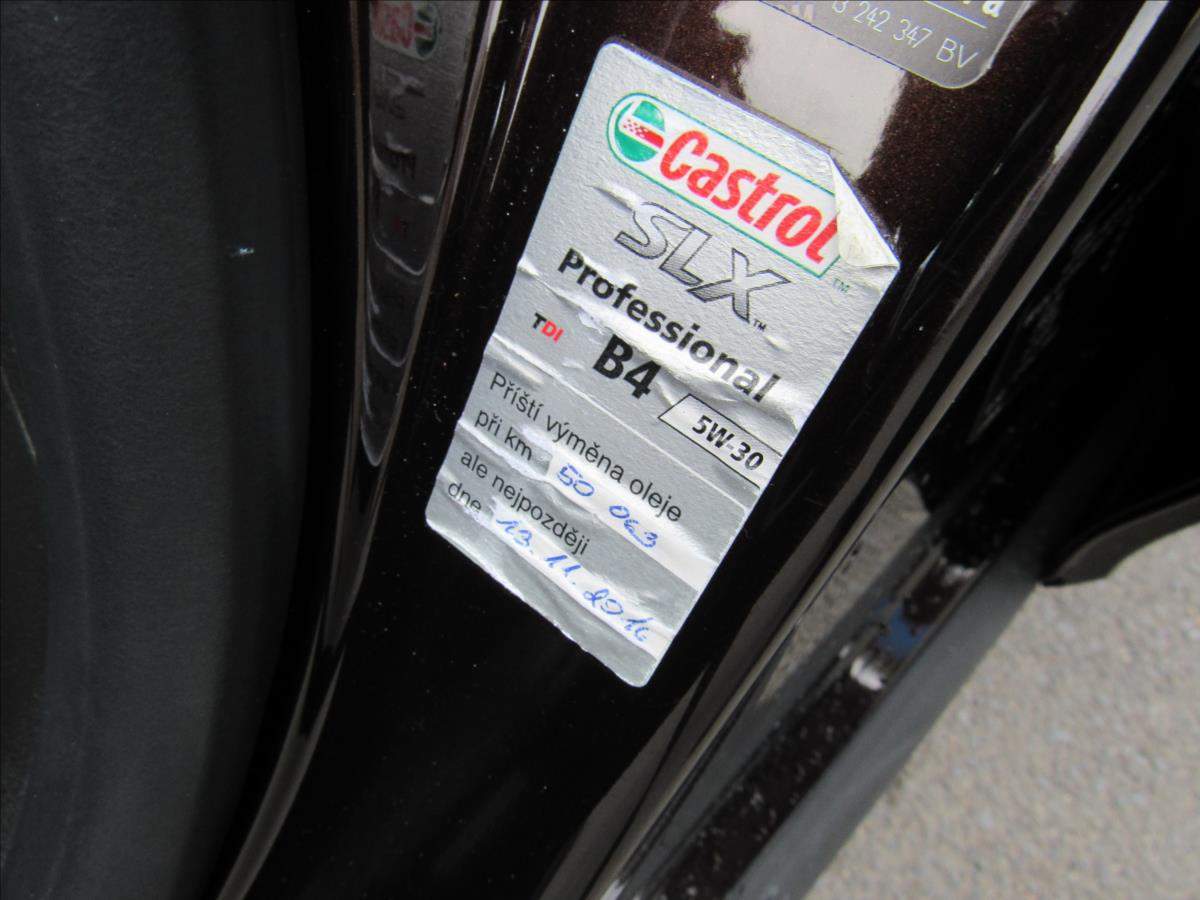 3 242 347 BV
Castrol
SLX™
Professional
TDI B4 5W-30
Příští výměna oleje
při km 50 063
ale nejpozději
dne 13. 11. 2016